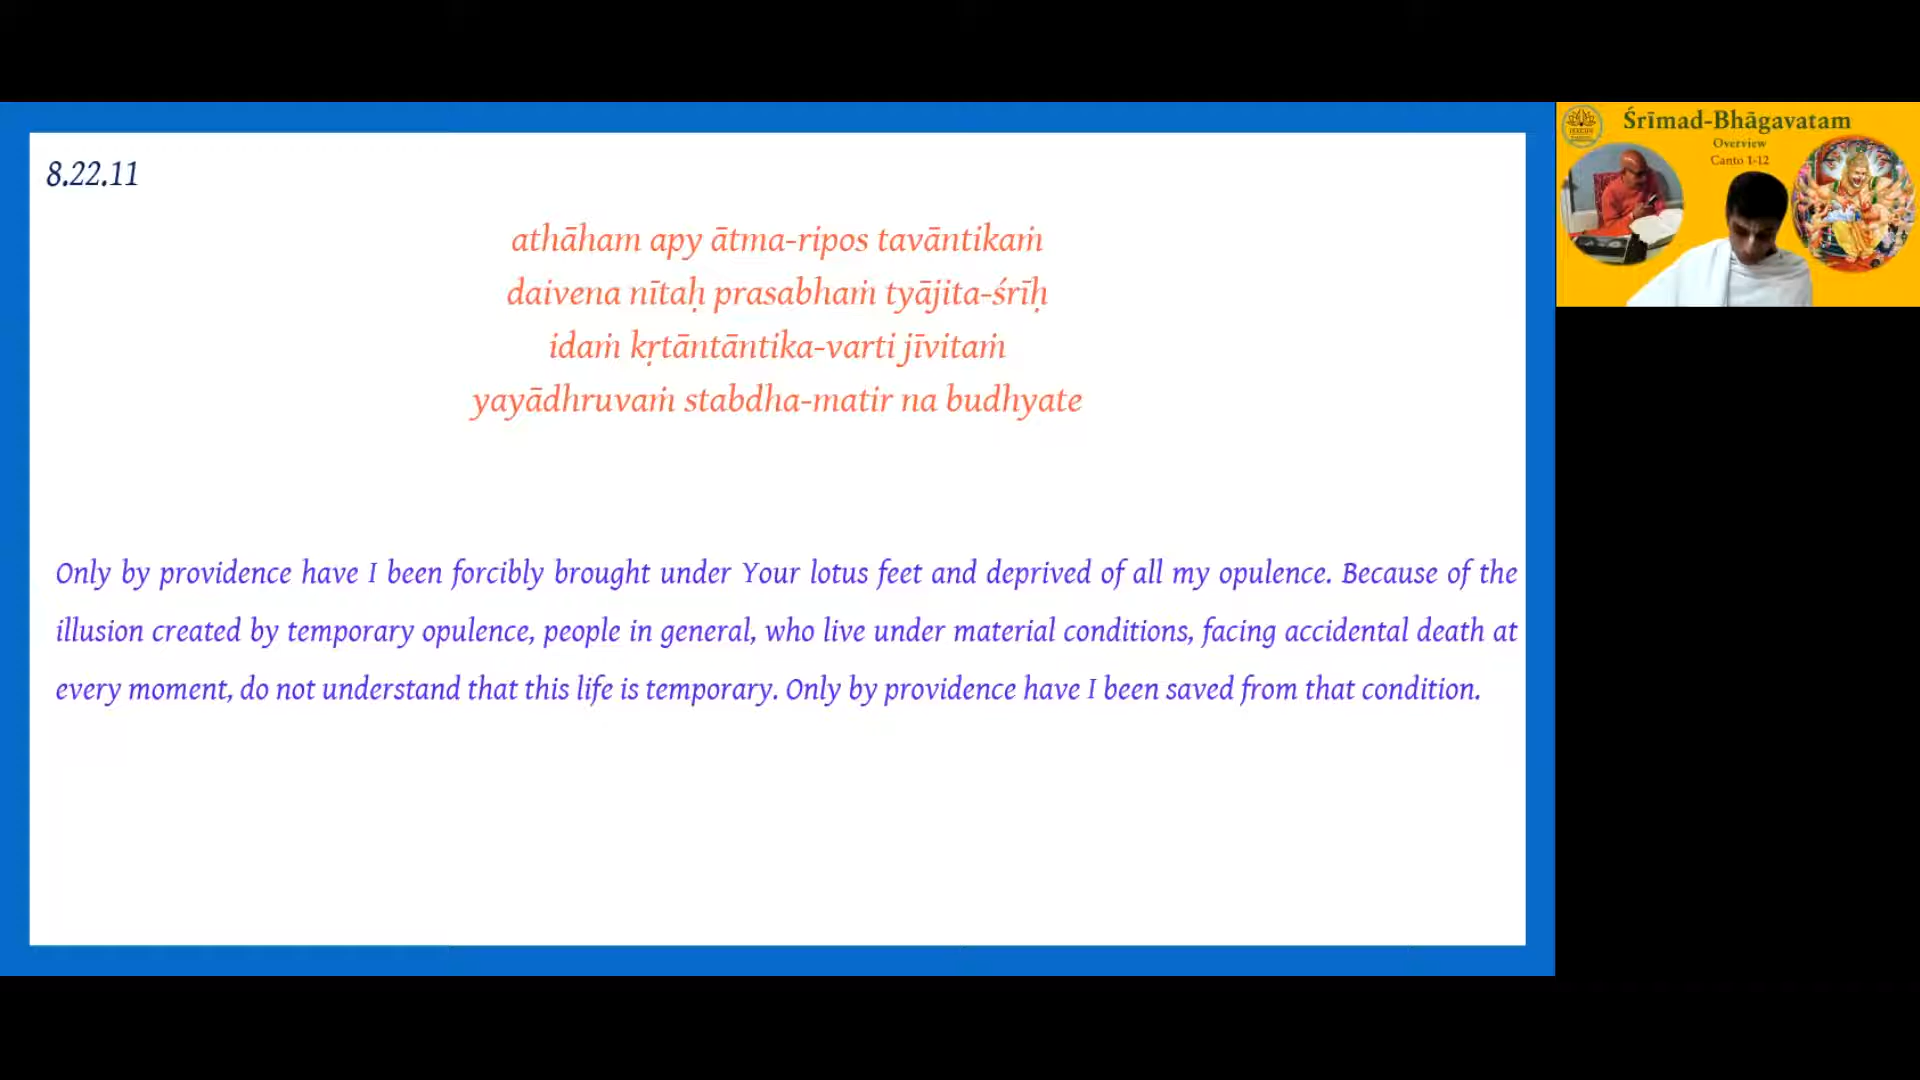 8.22.11
athāham apy ātma-ripos tavāntikaṁ
daivena nītaḥ prasabhaṁ tyājita-śrīḥ
idaṁ kṛtāntāntika-varti jīvitaṁ
yayādhruvaṁ stabdha-matir na budhyate
Only by providence have I been forcibly brought under Your lotus feet and deprived of all my opulence. Because of the
illusion created by temporary opulence, people in general, who live under material conditions, facing accidental death at
every moment, do not understand that this life is temporary. Only by providence have I been saved from that condition.
Śrīmad-Bhāgavatam
Overview
Canto 1-12